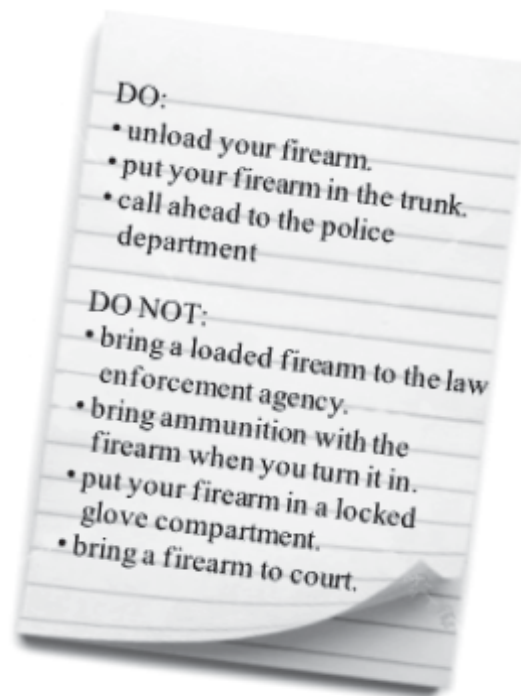 DO:
• unload your firearm.
• put your firearm in the trunk.
• call ahead to the police
department
DO NOT:
• bring a loaded firearm to the law
enforcement agency.
• bring ammunition with the
firearm when you turn it in.
• put your firearm in a locked
glove compartment.
• bring a firearm to court.